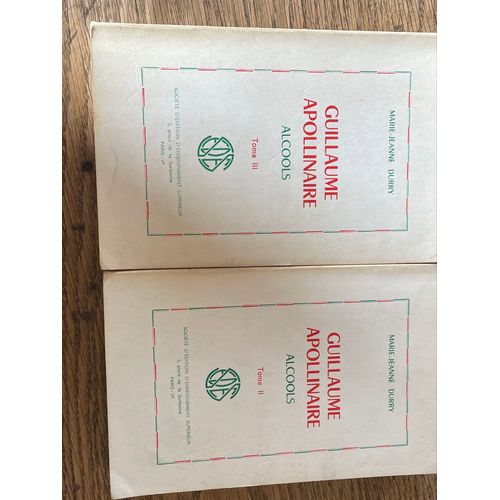 MARIE-JEANNE DURRY
GUILLAUME
APOLLINAIRE
ALCOOLS
Tome III
SOCIÉTÉ D'ÉDITION D'ENSEIGNEMENT SUPÉRIEUR
5, place de la Sorbonne
PARIS-Vᵉ
MARIE-JEANNE DURRY
GUILLAUME
APOLLINAIRE
ALCOOLS
Tome II
SOCIÉTÉ D'ÉDITION D'ENSEIGNEMENT SUPÉRIEUR
5, place de la Sorbonne
PARIS-Vᵉ